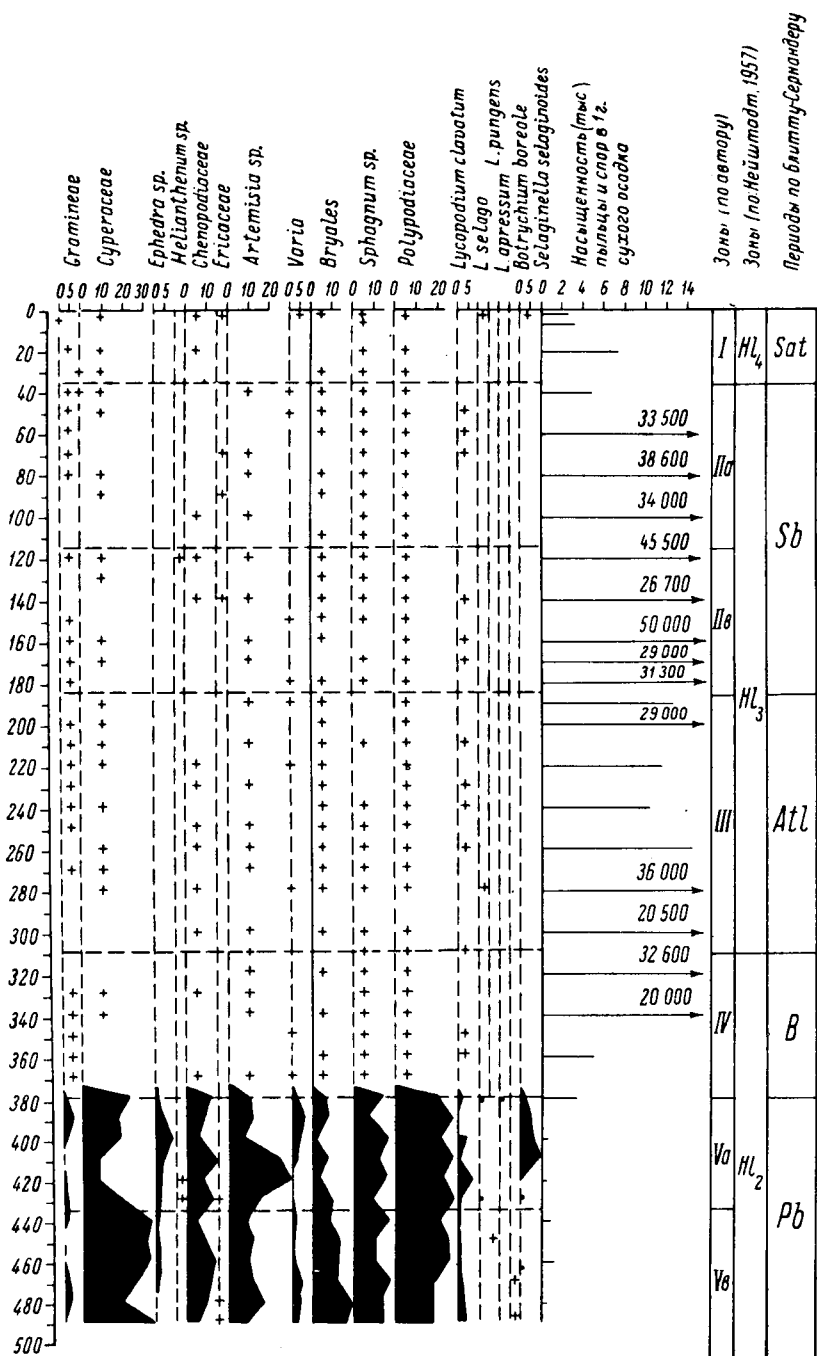 Gramineae
Cyperaceae
Ephedra sp.
Helianthenum sp.
Chenopodiaceae
Ericaceae
Artemisia sp.
Varia
Bryales
Sphagnum sp.
Polypodiaceae
Lycopodium clavatum
L. selago
L. apressum
L. pungens
Botrychium boreale
Selaginella selaginoides
Насыщенность (тыс)
пыльцы и спор в 1г.
сухого осадка
Зоны (по автору)
Зоны (по Нейштадт, 1957)
Периоды по Блитту-Сернандеру
0 5 0 10 20 30 0 5 0 10 0 10 20 0 5 0 0 0 10 20 0 5 0 2 4 6 8 10 14
0
20
40
60
80
100
120
140
160
180
200
220
240
260
280
300
320
340
360
380
400
420
440
460
480
500
33 500
38 600
34 000
45 500
26 700
50 000
29 000
31 300
29 000
36 000
20 500
32 600
20 000
I
IIа
IIв
III
IV
Vа
Vв
Hl4
Hl3
Hl2
Sat
Sb
Atl
B
Pb